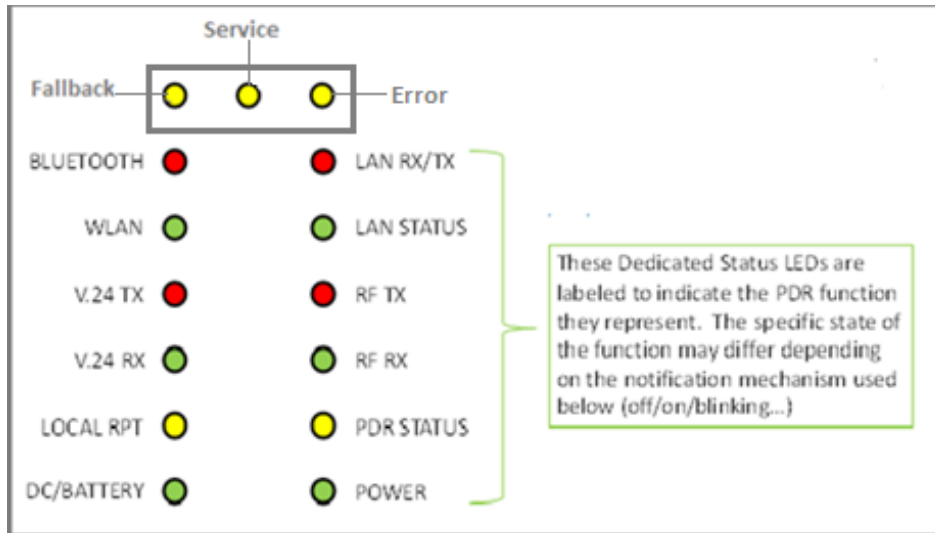 Service
Fallback
Error
BLUETOOTH
LAN RX/TX
WLAN
LAN STATUS
V.24 TX
RF TX
V.24 RX
RF RX
LOCAL RPT
PDR STATUS
DC/BATTERY
POWER
These Dedicated Status LEDs are
labeled to indicate the PDR function
they represent. The specific state of
the function may differ depending
on the notification mechanism used
below (off/on/blinking...)